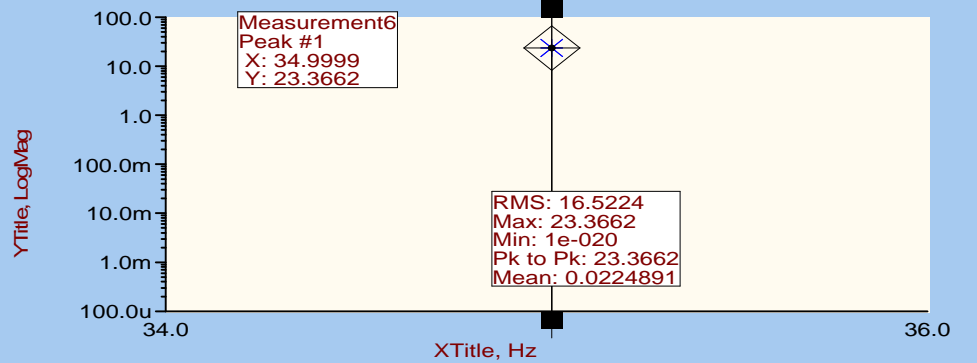 100.0
10.0
1.0
100.0m
10.0m
1.0m
100.0u
YTitle, LogMag
Measurement6
Peak #1
X: 34.9999
Y: 23.3662
RMS: 16.5224
Max: 23.3662
Min: 1e-020
Pk to Pk: 23.3662
Mean: 0.0224891
34.0
36.0
XTitle, Hz